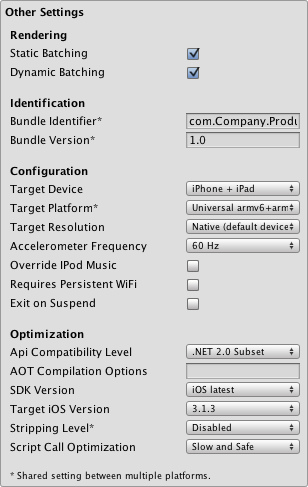 Other Settings
Rendering
Static Batching
Dynamic Batching
Identification
Bundle Identifier* com.Company.Produ
Bundle Version* 1.0
Configuration
Target Device iPhone + iPad
Target Platform* Universal armv6+arm
Target Resolution Native (default device
Accelerometer Frequency 60 Hz
Override IPod Music
Requires Persistent WiFi
Exit on Suspend
Optimization
Api Compatibility Level .NET 2.0 Subset
AOT Compilation Options
SDK Version iOS latest
Target iOS Version 3.1.3
Stripping Level* Disabled
Script Call Optimization Slow and Safe
* Shared setting between multiple platforms.